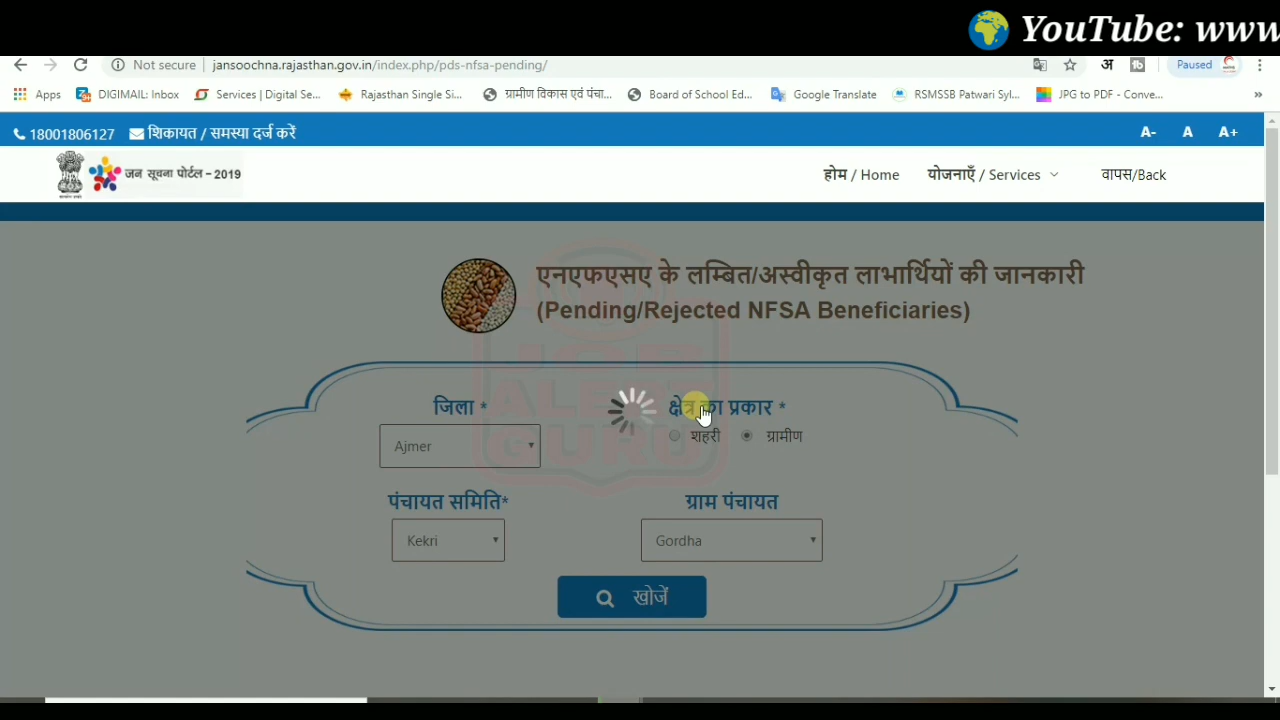 YouTube: www
Not secure jansoochna.rajasthan.gov.in/index.php/pds-nfsa-pending/ अ Paused
Apps DIGIMAIL: Inbox Services | Digital Se... Rajasthan Single Si... ग्रामीण विकास एवं पंचा... Board of School Ed... Google Translate RSMSSB Patwari Syl... JPG to PDF - Conve... »
18001806127 शिकायत / समस्या दर्ज करें A- A A+
जन सूचना पोर्टल - 2019 होम / Home योजनाएँ / Services वापस/Back
एनएफएसए के लम्बित/अस्वीकृत लाभार्थियों की जानकारी
(Pending/Rejected NFSA Beneficiaries)
JOB
ALERT
GURU
जिला * क्षेत्र का प्रकार *
Ajmer शहरी ग्रामीण
पंचायत समिति* ग्राम पंचायत
Kekri Gordha
खोजें